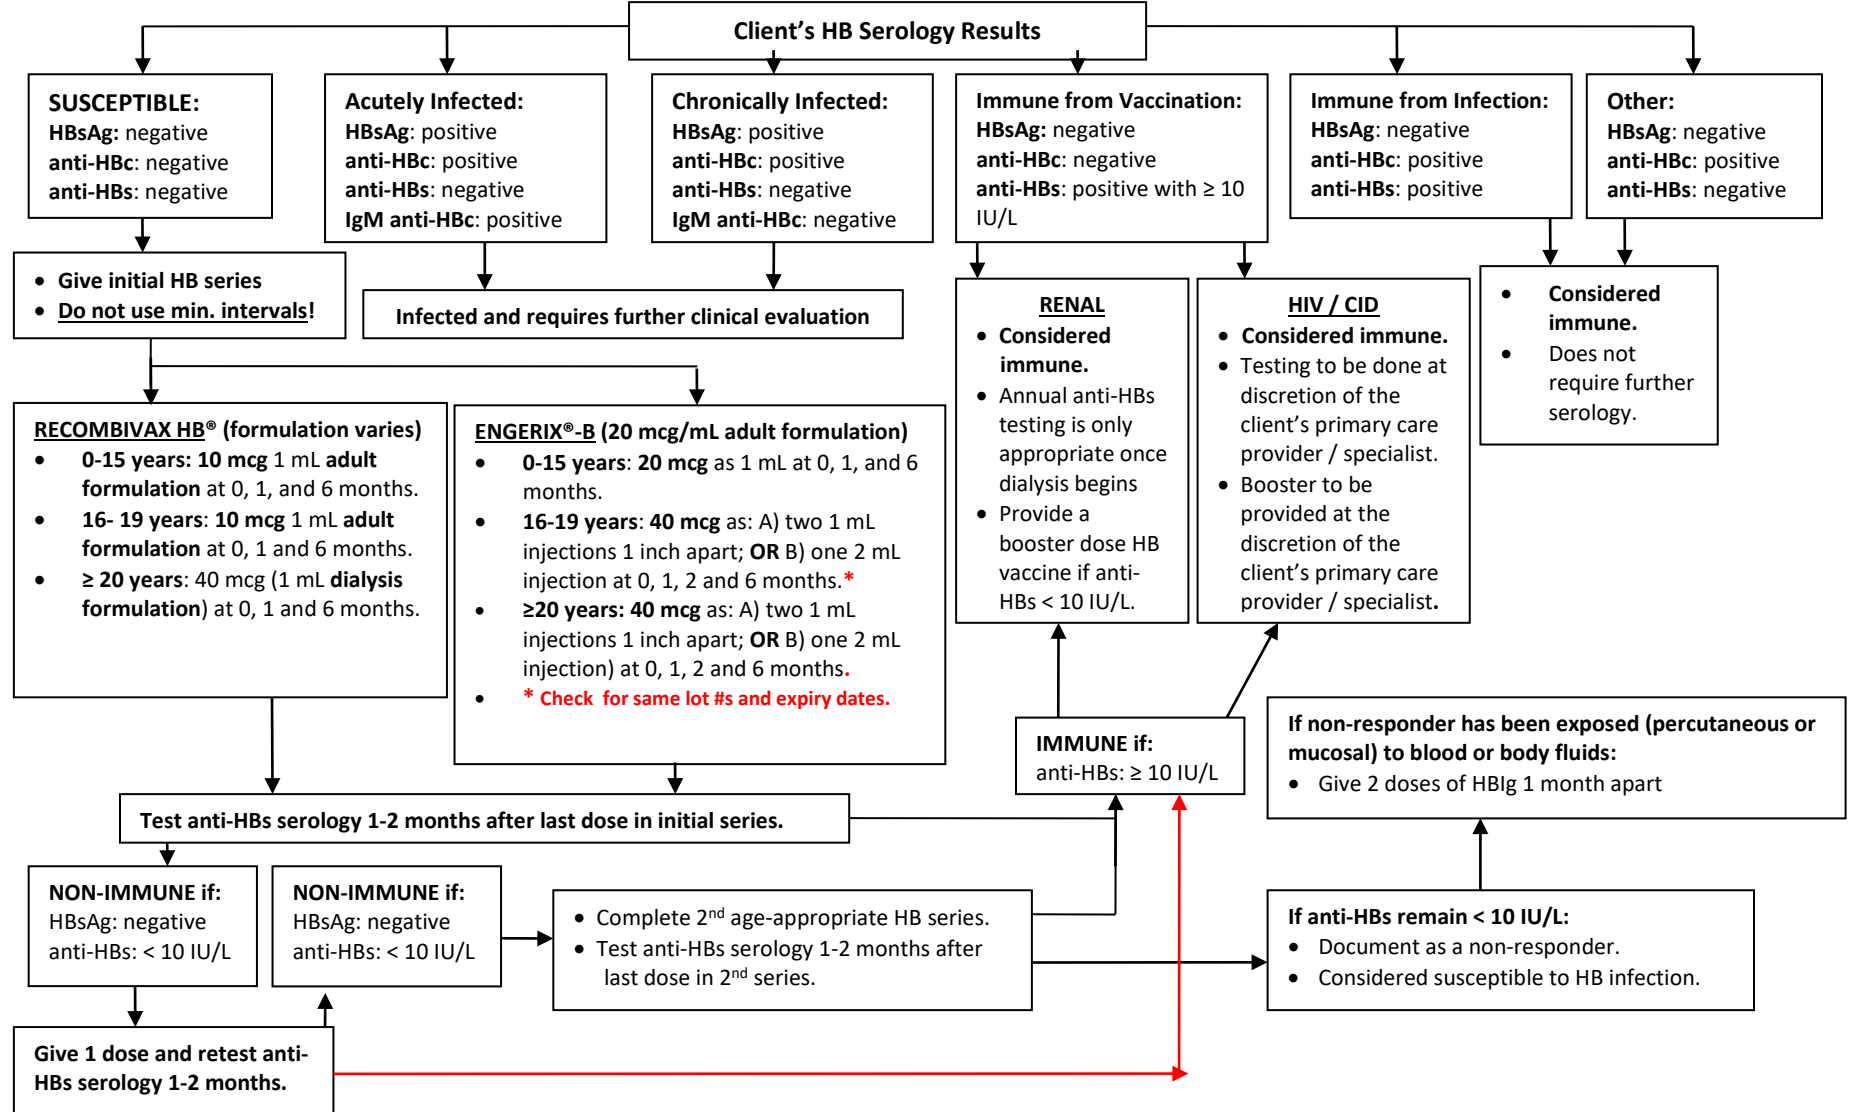 Client's HB Serology Results
SUSCEPTIBLE:
HBsAg: negative
anti-HBc: negative
anti-HBs: negative
Acutely Infected:
HBsAg: positive
anti-HBc: positive
anti-HBs: negative
IgM anti-HBc: positive
Chronically Infected:
HBsAg: positive
anti-HBc: positive
anti-HBs: negative
IgM anti-HBc: negative
Immune from Vaccination:
HBsAg: negative
anti-HBc: negative
anti-HBs: positive with ≥ 10
IU/L
Immune from Infection:
HBsAg: negative
anti-HBc: positive
anti-HBs: positive
Other:
HBsAg: negative
anti-HBc: positive
anti-HBs: negative
• Give initial HB series
• Do not use min. intervals!
Infected and requires further clinical evaluation
RENAL
• Considered
immune.
• Annual anti-HBs
testing is only
appropriate once
dialysis begins
• Provide a
booster dose HB
vaccine if anti-
HBs < 10 IU/L.
HIV / CID
• Considered immune.
• Testing to be done at
discretion of the
client's primary care
provider / specialist.
• Booster to be
provided at the
discretion of the
client's primary care
provider / specialist.
• Considered
immune.
• Does not
require further
serology.
RECOMBIVAX HB® (formulation varies)
• 0-15 years: 10 mcg 1 mL adult
formulation at 0, 1, and 6 months.
• 16- 19 years: 10 mcg 1 mL adult
formulation at 0, 1 and 6 months.
• ≥ 20 years: 40 mcg (1 mL dialysis
formulation) at 0, 1 and 6 months.
ENGERIX®-B (20 mcg/mL adult formulation)
• 0-15 years: 20 mcg as 1 mL at 0, 1, and 6
months.
• 16-19 years: 40 mcg as: A) two 1 mL
injections 1 inch apart; OR B) one 2 mL
injection at 0, 1, 2 and 6 months.*
• ≥20 years: 40 mcg as: A) two 1 mL
injections 1 inch apart; OR B) one 2 mL
injection) at 0, 1, 2 and 6 months.
• * Check for same lot #s and expiry dates.
IMMUNE if:
anti-HBs: ≥ 10 IU/L
If non-responder has been exposed (percutaneous or
mucosal) to blood or body fluids:
• Give 2 doses of HBIg 1 month apart
Test anti-HBs serology 1-2 months after last dose in initial series.
NON-IMMUNE if:
HBsAg: negative
anti-HBs: < 10 IU/L
NON-IMMUNE if:
HBsAg: negative
anti-HBs: < 10 IU/L
• Complete 2nd age-appropriate HB series.
• Test anti-HBs serology 1-2 months after
last dose in 2nd series.
If anti-HBs remain < 10 IU/L:
• Document as a non-responder.
• Considered susceptible to HB infection.
Give 1 dose and retest anti-
HBs serology 1-2 months.